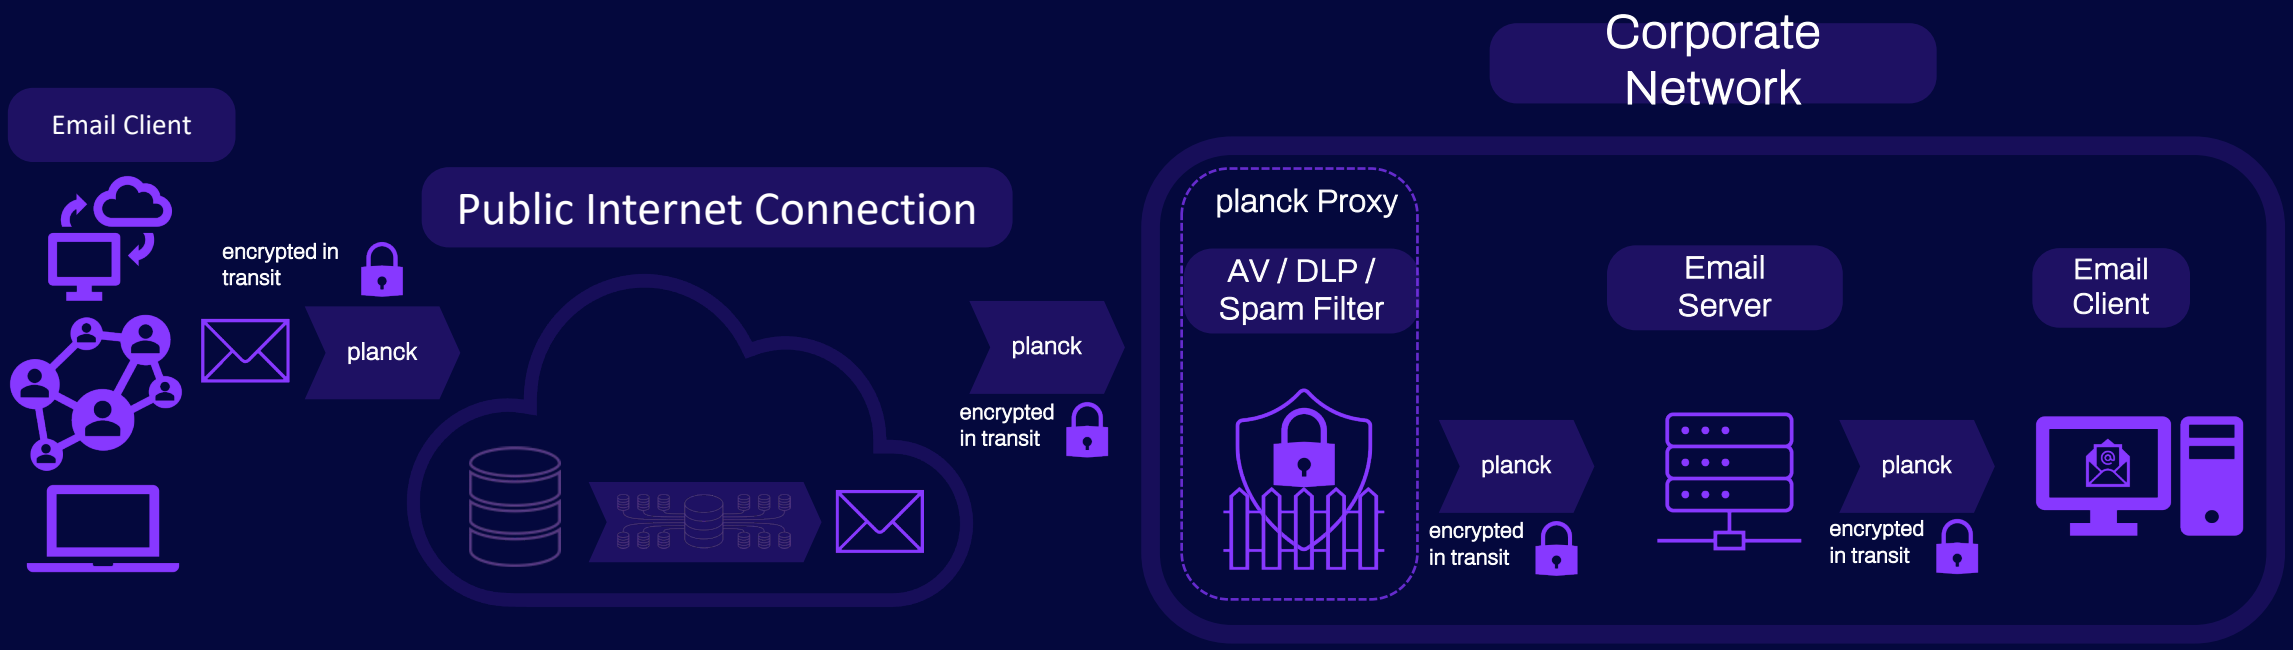 Corporate
Network
Email Client
Public Internet Connection
encrypted in
transit
planck
planck
encrypted
in transit
planck Proxy
AV / DLP /
Spam Filter
Email
Server
Email
Client
planck
encrypted
in transit
planck
encrypted
in transit
@